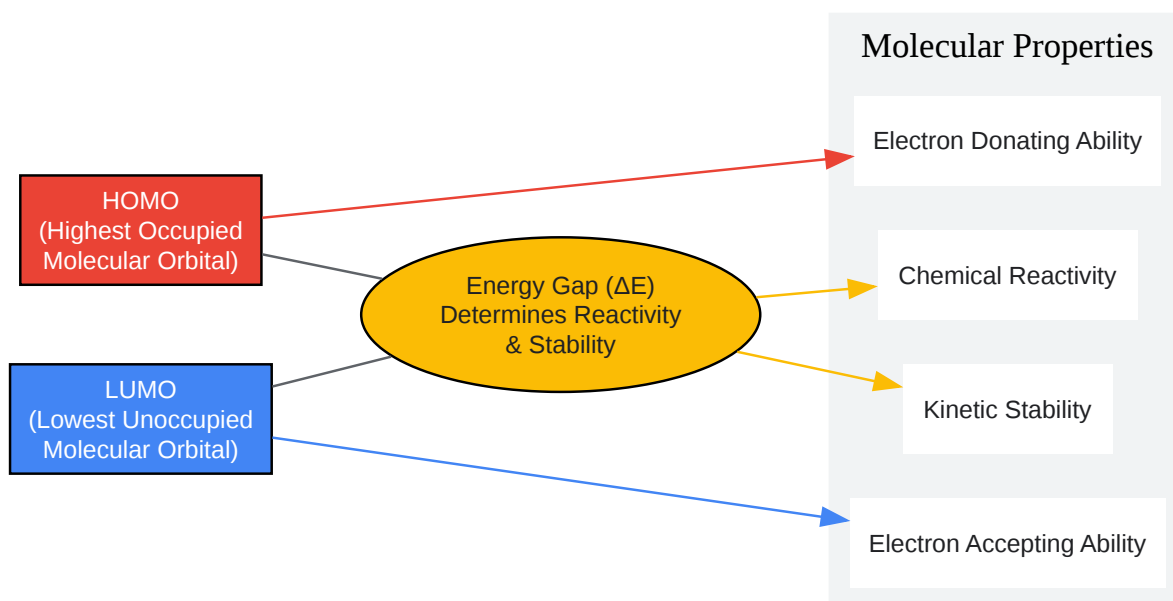 Molecular Properties
Electron Donating Ability
HOMO
(Highest Occupied
Molecular Orbital)
Energy Gap (ΔE)
Determines Reactivity
& Stability
Chemical Reactivity
LUMO
(Lowest Unoccupied
Molecular Orbital)
Kinetic Stability
Electron Accepting Ability